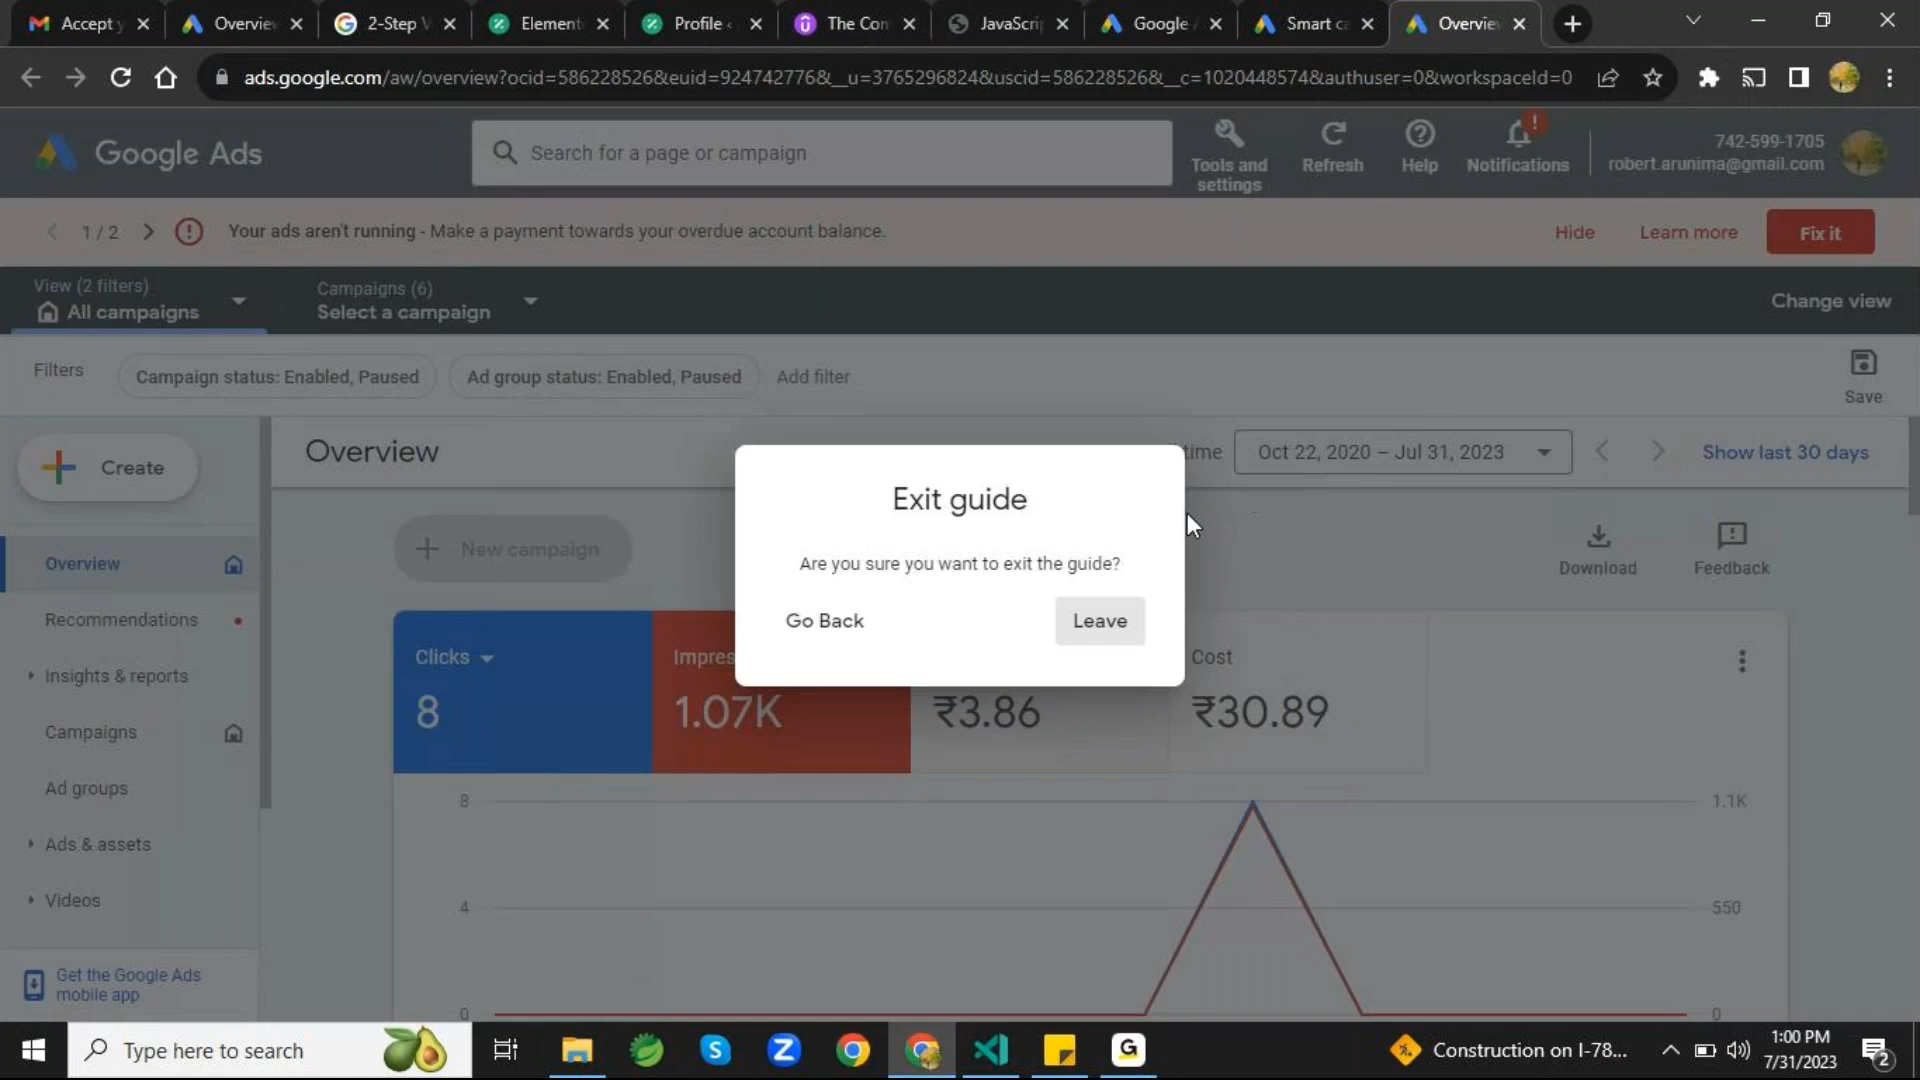 Accept y
Overvie
2-Step V
Element
Profile
The Con
JavaScri
Google
Smart ca
Overvie
ads.google.com/aw/overview?ocid=586228526&euid=924742776&__u=3765296824&uscid=586228526&__c=1020448574&authuser=0&workspaceId=0
Google Ads
Search for a page or campaign
Tools and
settings
Refresh
Help
Notifications
742-599-1705
robert.arunima@gmail.com
1 / 2
Your ads aren't running - Make a payment towards your overdue account balance.
Hide
Learn more
Fix it
View (2 filters)
All campaigns
Campaigns (6)
Select a campaign
Change view
Filters
Campaign status: Enabled, Paused
Ad group status: Enabled, Paused
Add filter
Save
Create
Overview
time
Oct 22, 2020 – Jul 31, 2023
Show last 30 days
Exit guide
Are you sure you want to exit the guide?
Go Back
Leave
New campaign
Download
Feedback
Overview
Recommendations
Insights & reports
Campaigns
Ad groups
Ads & assets
Videos
Get the Google Ads
mobile app
Clicks
8
Impres
1.07K
₹3.86
Cost
₹30.89
8
1.1K
4
550
0
0
Type here to search
Construction on I-78...
1:00 PM
7/31/2023
2